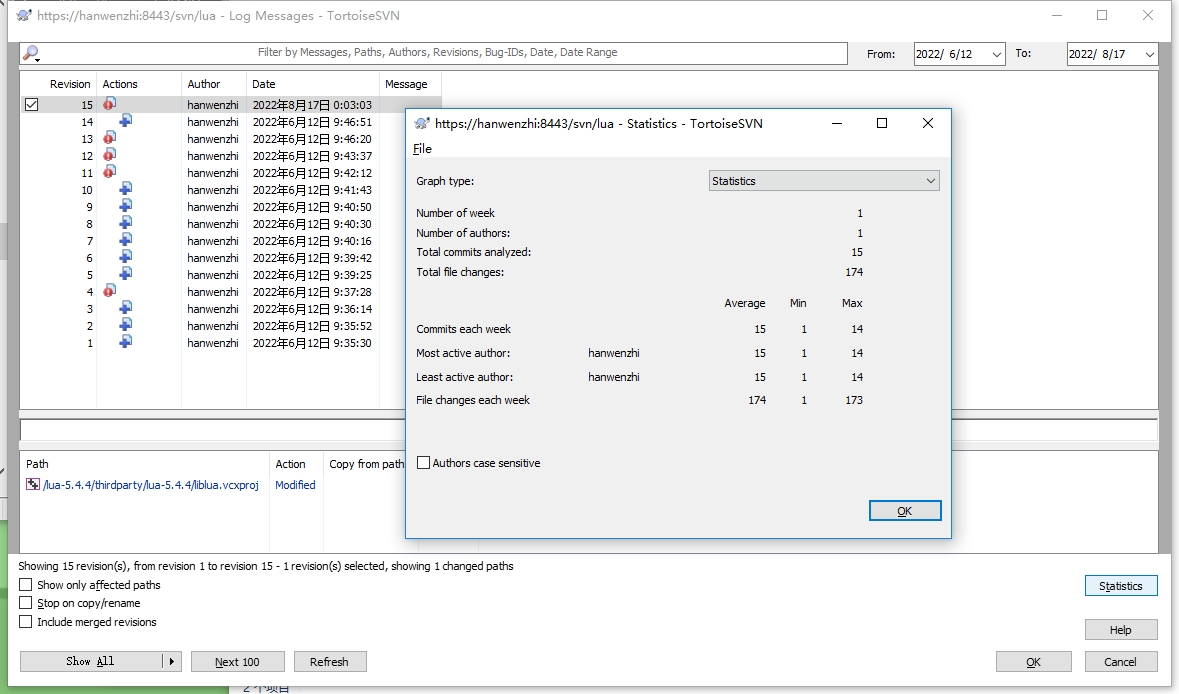 https://hanwenzhi:8443/svn/lua - Log Messages - TortoiseSVN
Filter by Messages, Paths, Authors, Revisions, Bug-IDs, Date, Date Range
From: 2022/ 6/12 To: 2022/ 8/17
Revision Actions Author Date Message
15 hanwenzhi 2022年8月17日 0:03:03
14 hanwenzhi 2022年6月12日 9:46:51
13 hanwenzhi 2022年6月12日 9:46:20
12 hanwenzhi 2022年6月12日 9:43:37
11 hanwenzhi 2022年6月12日 9:42:12
10 hanwenzhi 2022年6月12日 9:41:43
9 hanwenzhi 2022年6月12日 9:40:50
8 hanwenzhi 2022年6月12日 9:40:30
7 hanwenzhi 2022年6月12日 9:40:16
6 hanwenzhi 2022年6月12日 9:39:42
5 hanwenzhi 2022年6月12日 9:39:25
4 hanwenzhi 2022年6月12日 9:37:28
3 hanwenzhi 2022年6月12日 9:36:14
2 hanwenzhi 2022年6月12日 9:35:52
1 hanwenzhi 2022年6月12日 9:35:30
https://hanwenzhi:8443/svn/lua - Statistics - TortoiseSVN
File
Graph type: Statistics
Number of week 1
Number of authors: 1
Total commits analyzed: 15
Total file changes: 174
Average Min Max
Commits each week 15 1 14
Most active author: hanwenzhi 15 1 14
Least active author: hanwenzhi 15 1 14
File changes each week 174 1 173
Authors case sensitive
OK
Path Action Copy from path
/lua-5.4.4/thirdparty/lua-5.4.4/liblua.vcxproj Modified
Showing 15 revision(s), from revision 1 to revision 15 - 1 revision(s) selected, showing 1 changed paths
Show only affected paths
Stop on copy/rename
Include merged revisions
Statistics
Help
Show All Next 100 Refresh OK Cancel
2 个项目